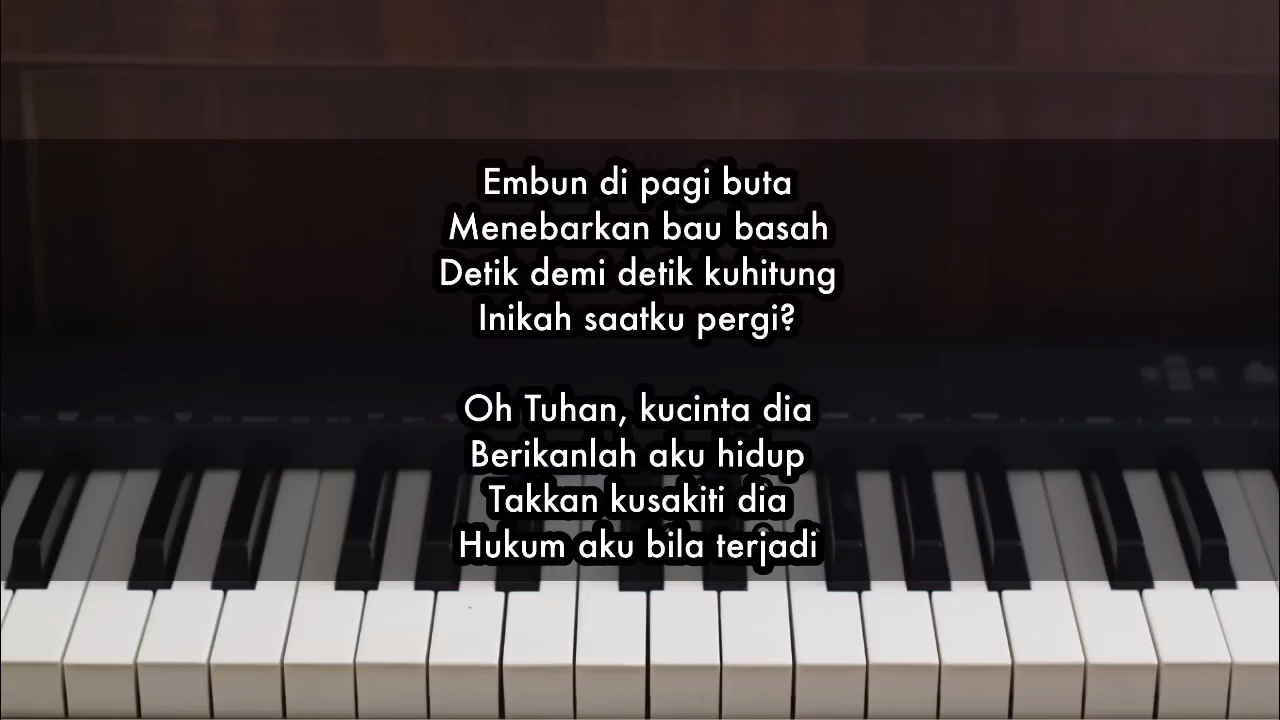 Embun di pagi buta
Menebarkan bau basah
Detik demi detik kuhitung
Inikah saatku pergi?
Oh Tuhan, kucinta dia
Berikanlah aku hidup
Takkan kusakiti dia
Hukum aku bila terjadi